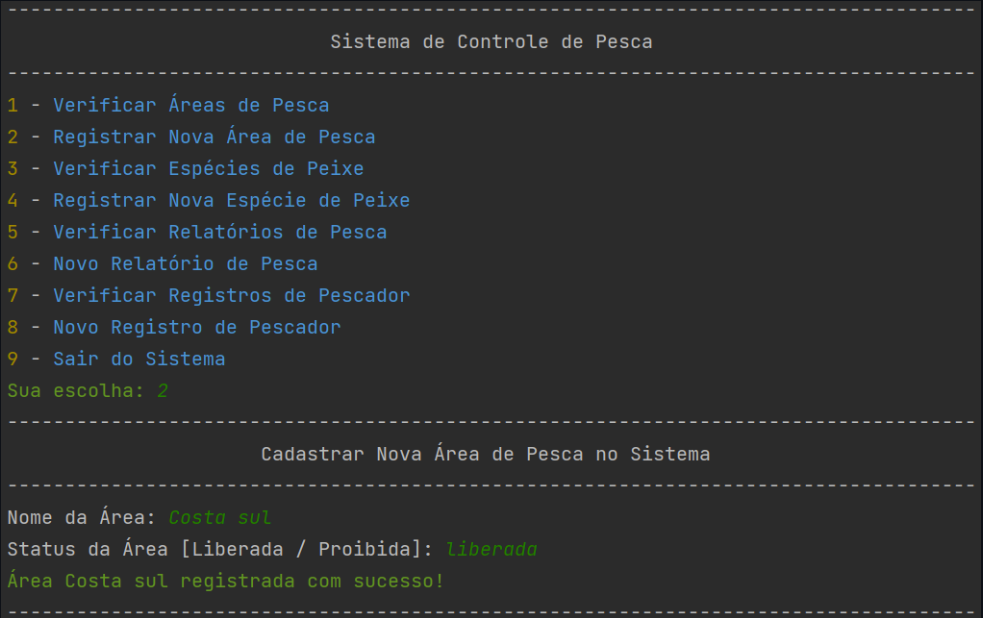 ------------------------------------------------------------------------------------
Sistema de Controle de Pesca
------------------------------------------------------------------------------------
1 - Verificar Áreas de Pesca
2 - Registrar Nova Área de Pesca
3 - Verificar Espécies de Peixe
4 - Registrar Nova Espécie de Peixe
5 - Verificar Relatórios de Pesca
6 - Novo Relatório de Pesca
7 - Verificar Registros de Pescador
8 - Novo Registro de Pescador
9 - Sair do Sistema
Sua escolha: 2
------------------------------------------------------------------------------------
Cadastrar Nova Área de Pesca no Sistema
------------------------------------------------------------------------------------
Nome da Área: Costa sul
Status da Área [Liberada / Proibida]: liberada
Área Costa sul registrada com sucesso!
------------------------------------------------------------------------------------